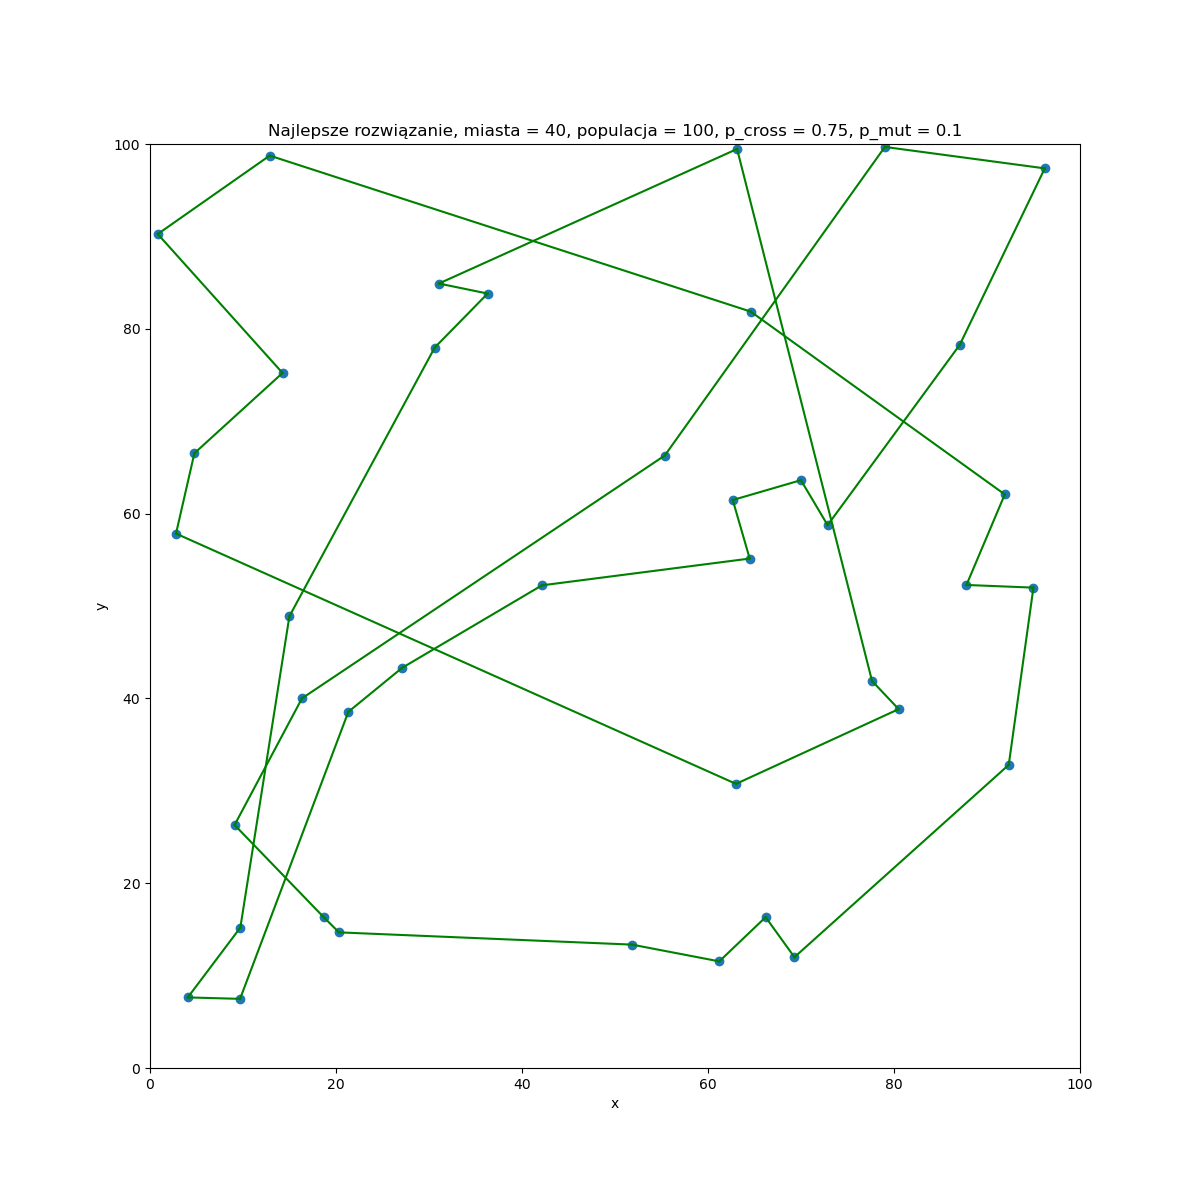 Najlepsze rozwiązanie, miasta = 40, populacja = 100, p_cross = 0.75, p_mut = 0.1
100
80
60
y
40
20
0
0 20 40 60 80 100
x